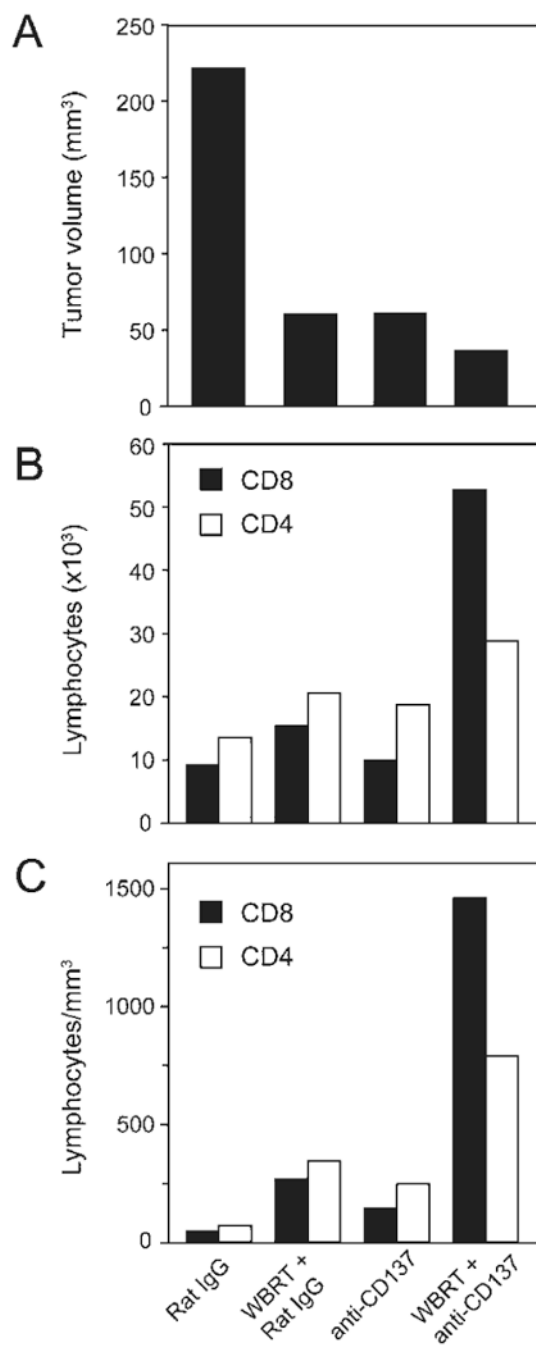 A
Tumor volume (mm³)
250
200
150
100
50
0
B
Lymphocytes (x10³)
60
50
40
30
20
10
0
CD8
CD4
C
Lymphocytes/mm³
1500
1000
500
0
CD8
CD4
Rat IgG
WBRT +
Rat IgG
anti-CD137
WBRT +
anti-CD137